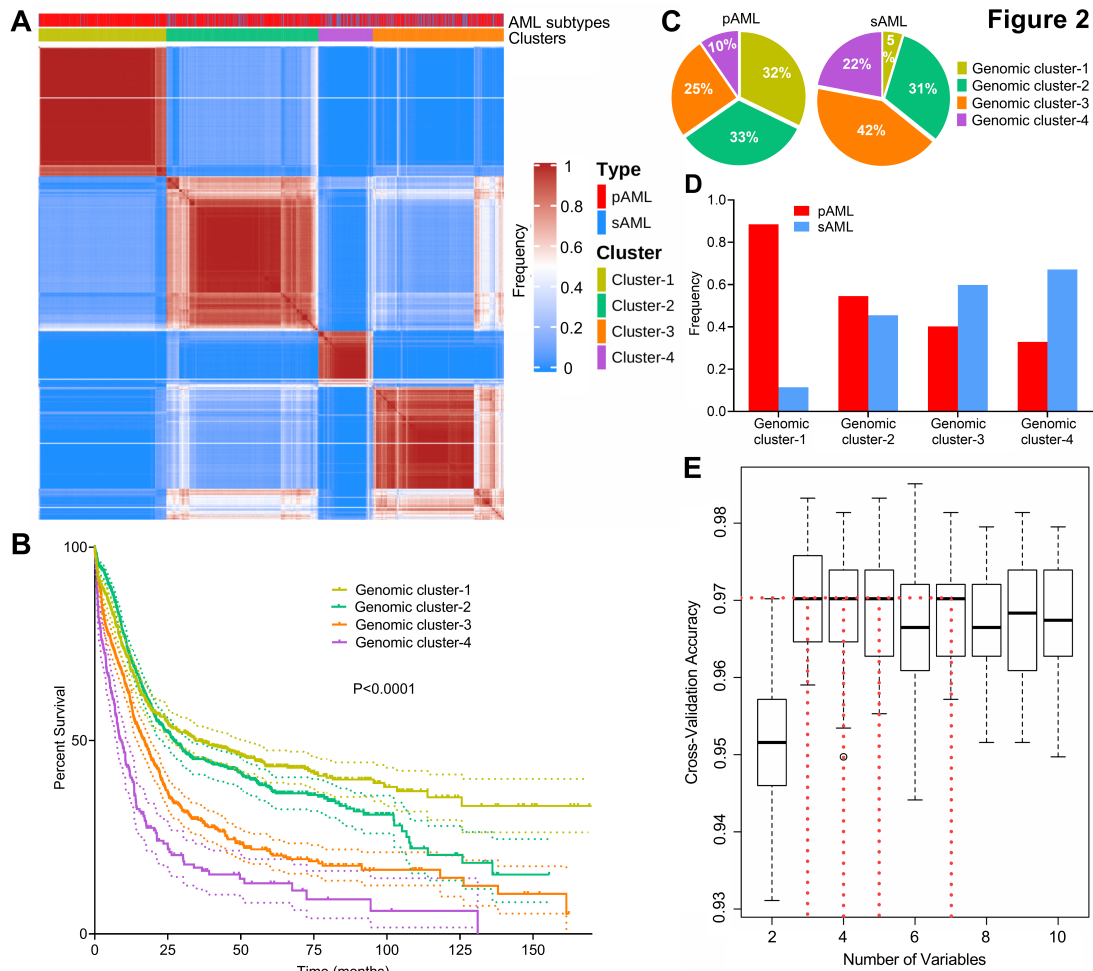 A
AML subtypes
Clusters
Frequency
1
0.8
0.6
0.4
0.2
0
Type
pAML
sAML
Cluster
Cluster-1
Cluster-2
Cluster-3
Cluster-4
C
Figure 2
pAML
sAML
10%
32%
25%
33%
5
%
22%
31%
42%
Genomic cluster-1
Genomic cluster-2
Genomic cluster-3
Genomic cluster-4
D
Frequency
1.0
0.8
0.6
0.4
0.2
0.0
pAML
sAML
Genomic
cluster-1
Genomic
cluster-2
Genomic
cluster-3
Genomic
cluster-4
B
Percent Survival
100
50
0
Genomic cluster-1
Genomic cluster-2
Genomic cluster-3
Genomic cluster-4
P<0.0001
0 25 50 75 100 125 150
Time (months)
E
Cross-Validation Accuracy
0.98
0.97
0.96
0.95
0.94
0.93
2 4 6 8 10
Number of Variables